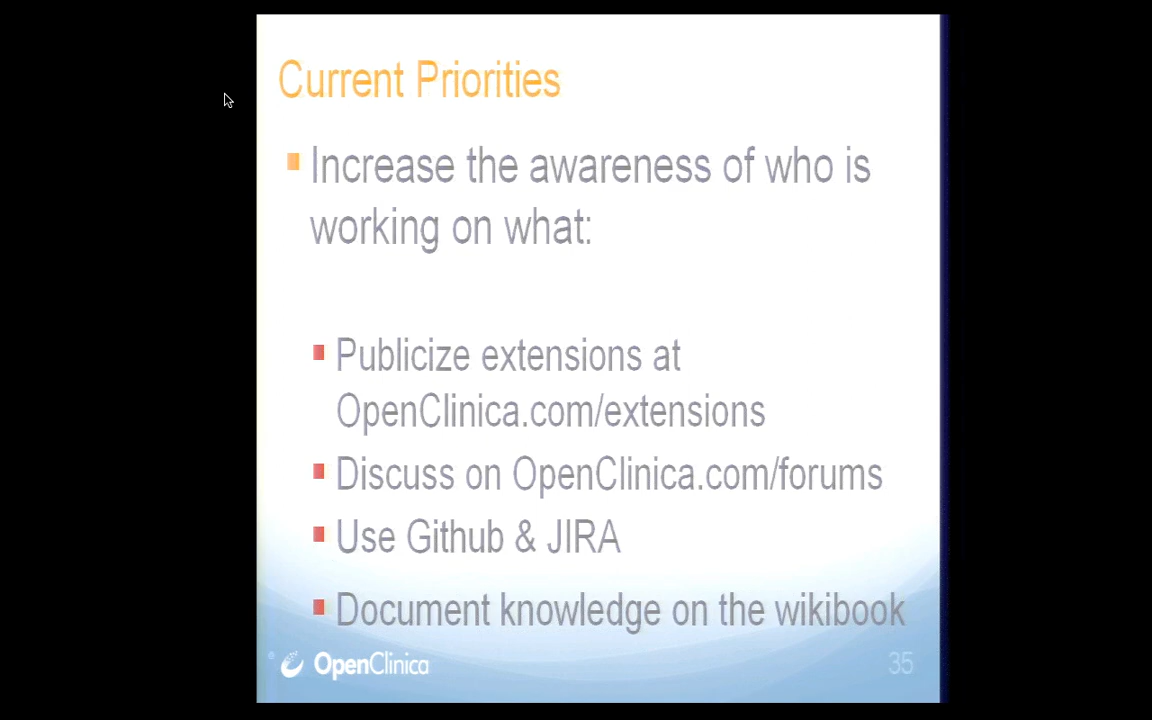 Current Priorities
Increase the awareness of who is
working on what:
Publicize extensions at
OpenClinica.com/extensions
Discuss on OpenClinica.com/forums
Use Github & JIRA
Document knowledge on the wikibook
OpenClinica
35